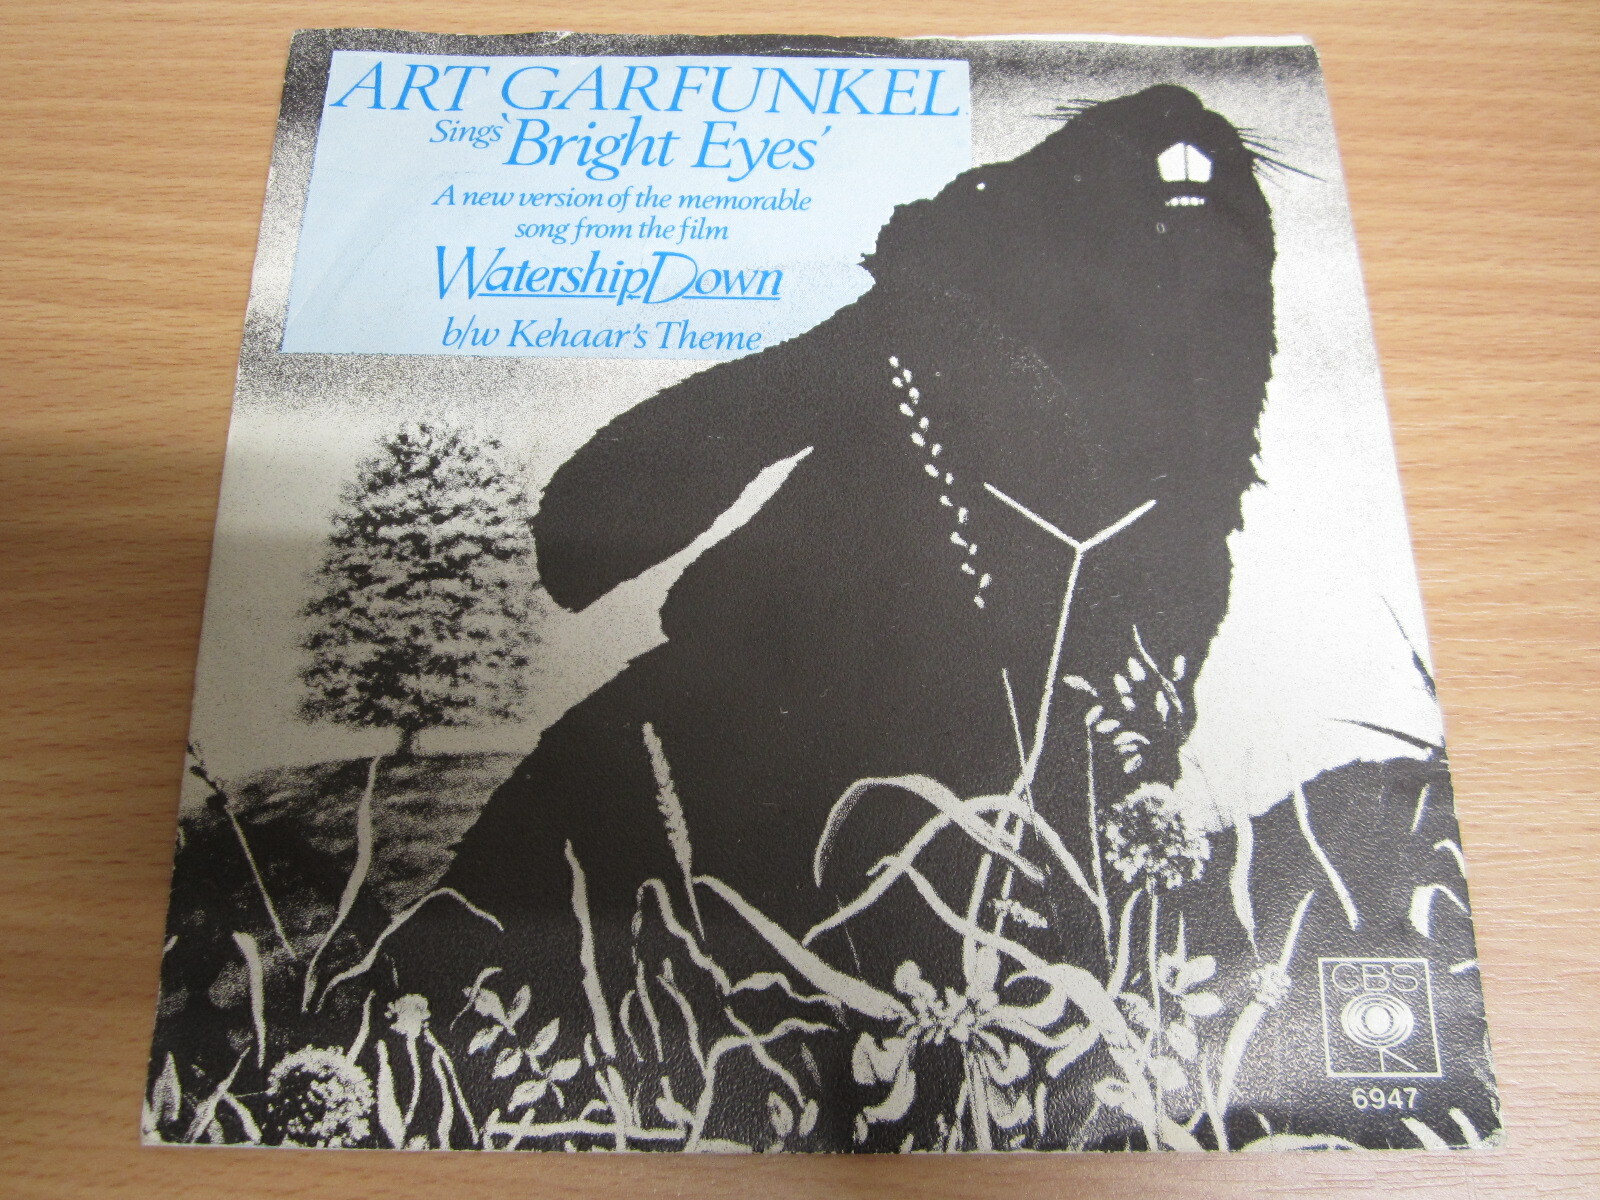 ART GARFUNKEL
Sings 'Bright Eyes'
A new version of the memorable
song from the film
Watership Down
b/w Kehaar's Theme
CBS
6947